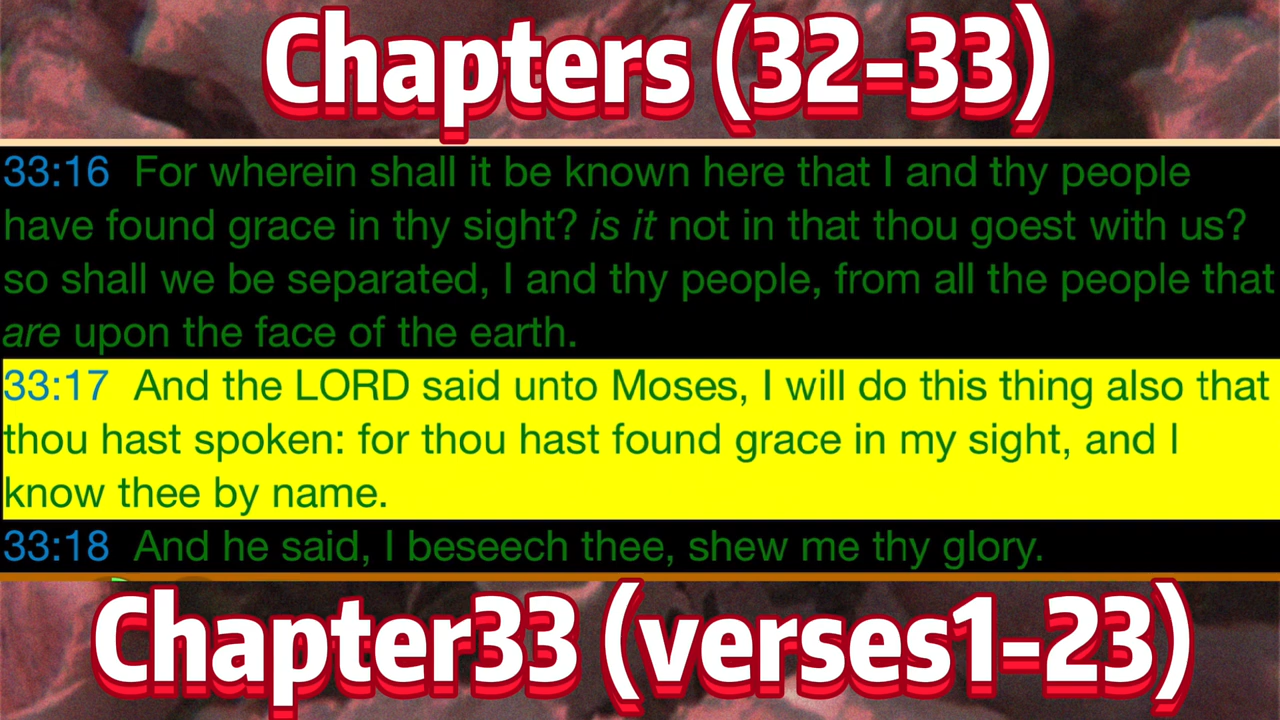 Chapters (32-33)
33:16 For wherein shall it be known here that I and thy people
have found grace in thy sight? is it not in that thou goest with us?
so shall we be separated, I and thy people, from all the people that
are upon the face of the earth.
33:17 And the LORD said unto Moses, I will do this thing also that
thou hast spoken: for thou hast found grace in my sight, and I
know thee by name.
33:18 And he said, I beseech thee, shew me thy glory.
Chapter33 (verses1-23)